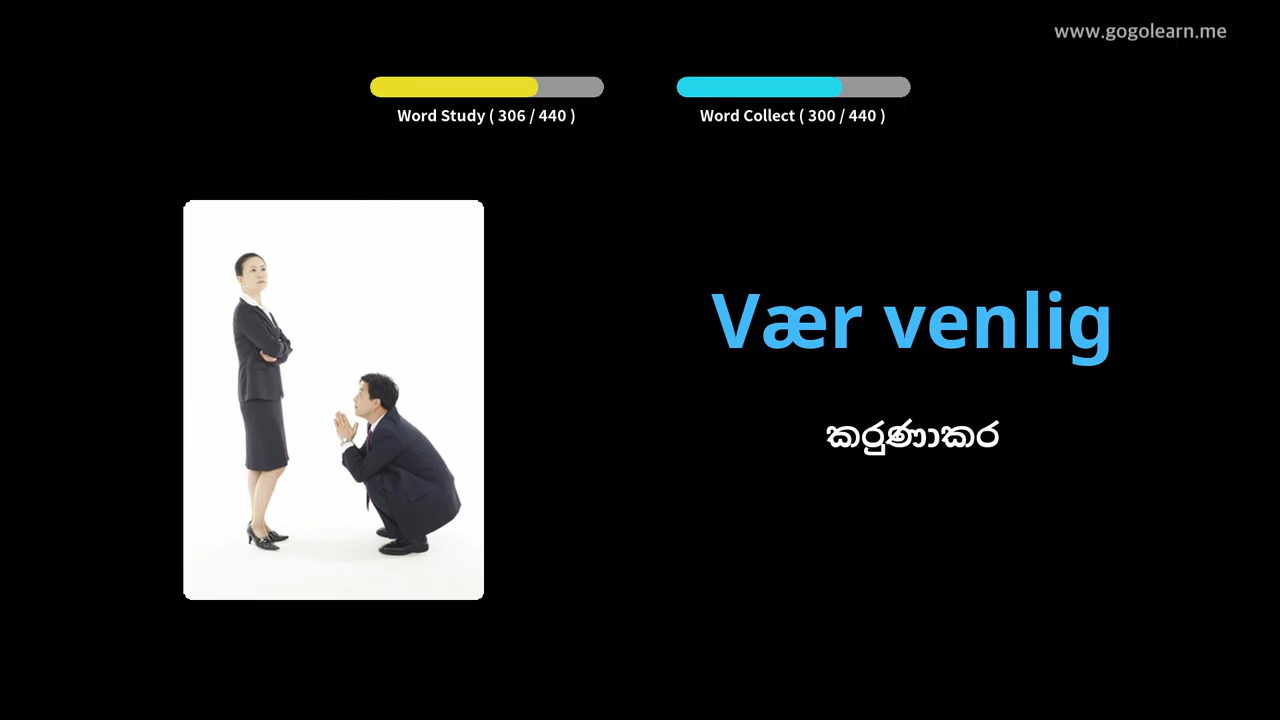 www.gogolearn.me
Word Study ( 306 / 440 )
Word Collect ( 300 / 440 )
Vær venlig
කරුණාකර